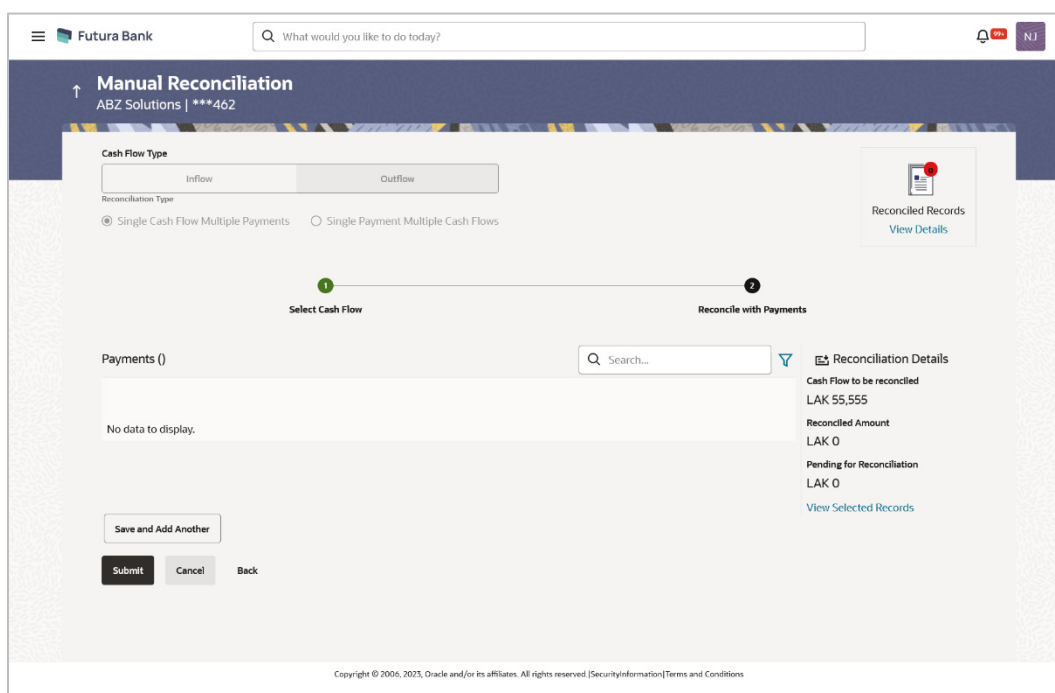 Futura Bank
What would you like to do today?
99+
NJ
Manual Reconciliation
ABZ Solutions | ***462
Cash Flow Type
Inflow
Outflow
Reconciliation Type
Single Cash Flow Multiple Payments
Single Payment Multiple Cash Flows
0
Reconciled Records
View Details
1
2
Select Cash Flow
Reconcile with Payments
Payments ()
Search...
No data to display.
Reconciliation Details
Cash Flow to be reconciled
LAK 55,555
Reconciled Amount
LAK 0
Pending for Reconciliation
LAK 0
View Selected Records
Save and Add Another
Submit
Cancel
Back
Copyright © 2006, 2023, Oracle and/or its affiliates. All rights reserved.|SecurityInformation|Terms and Conditions